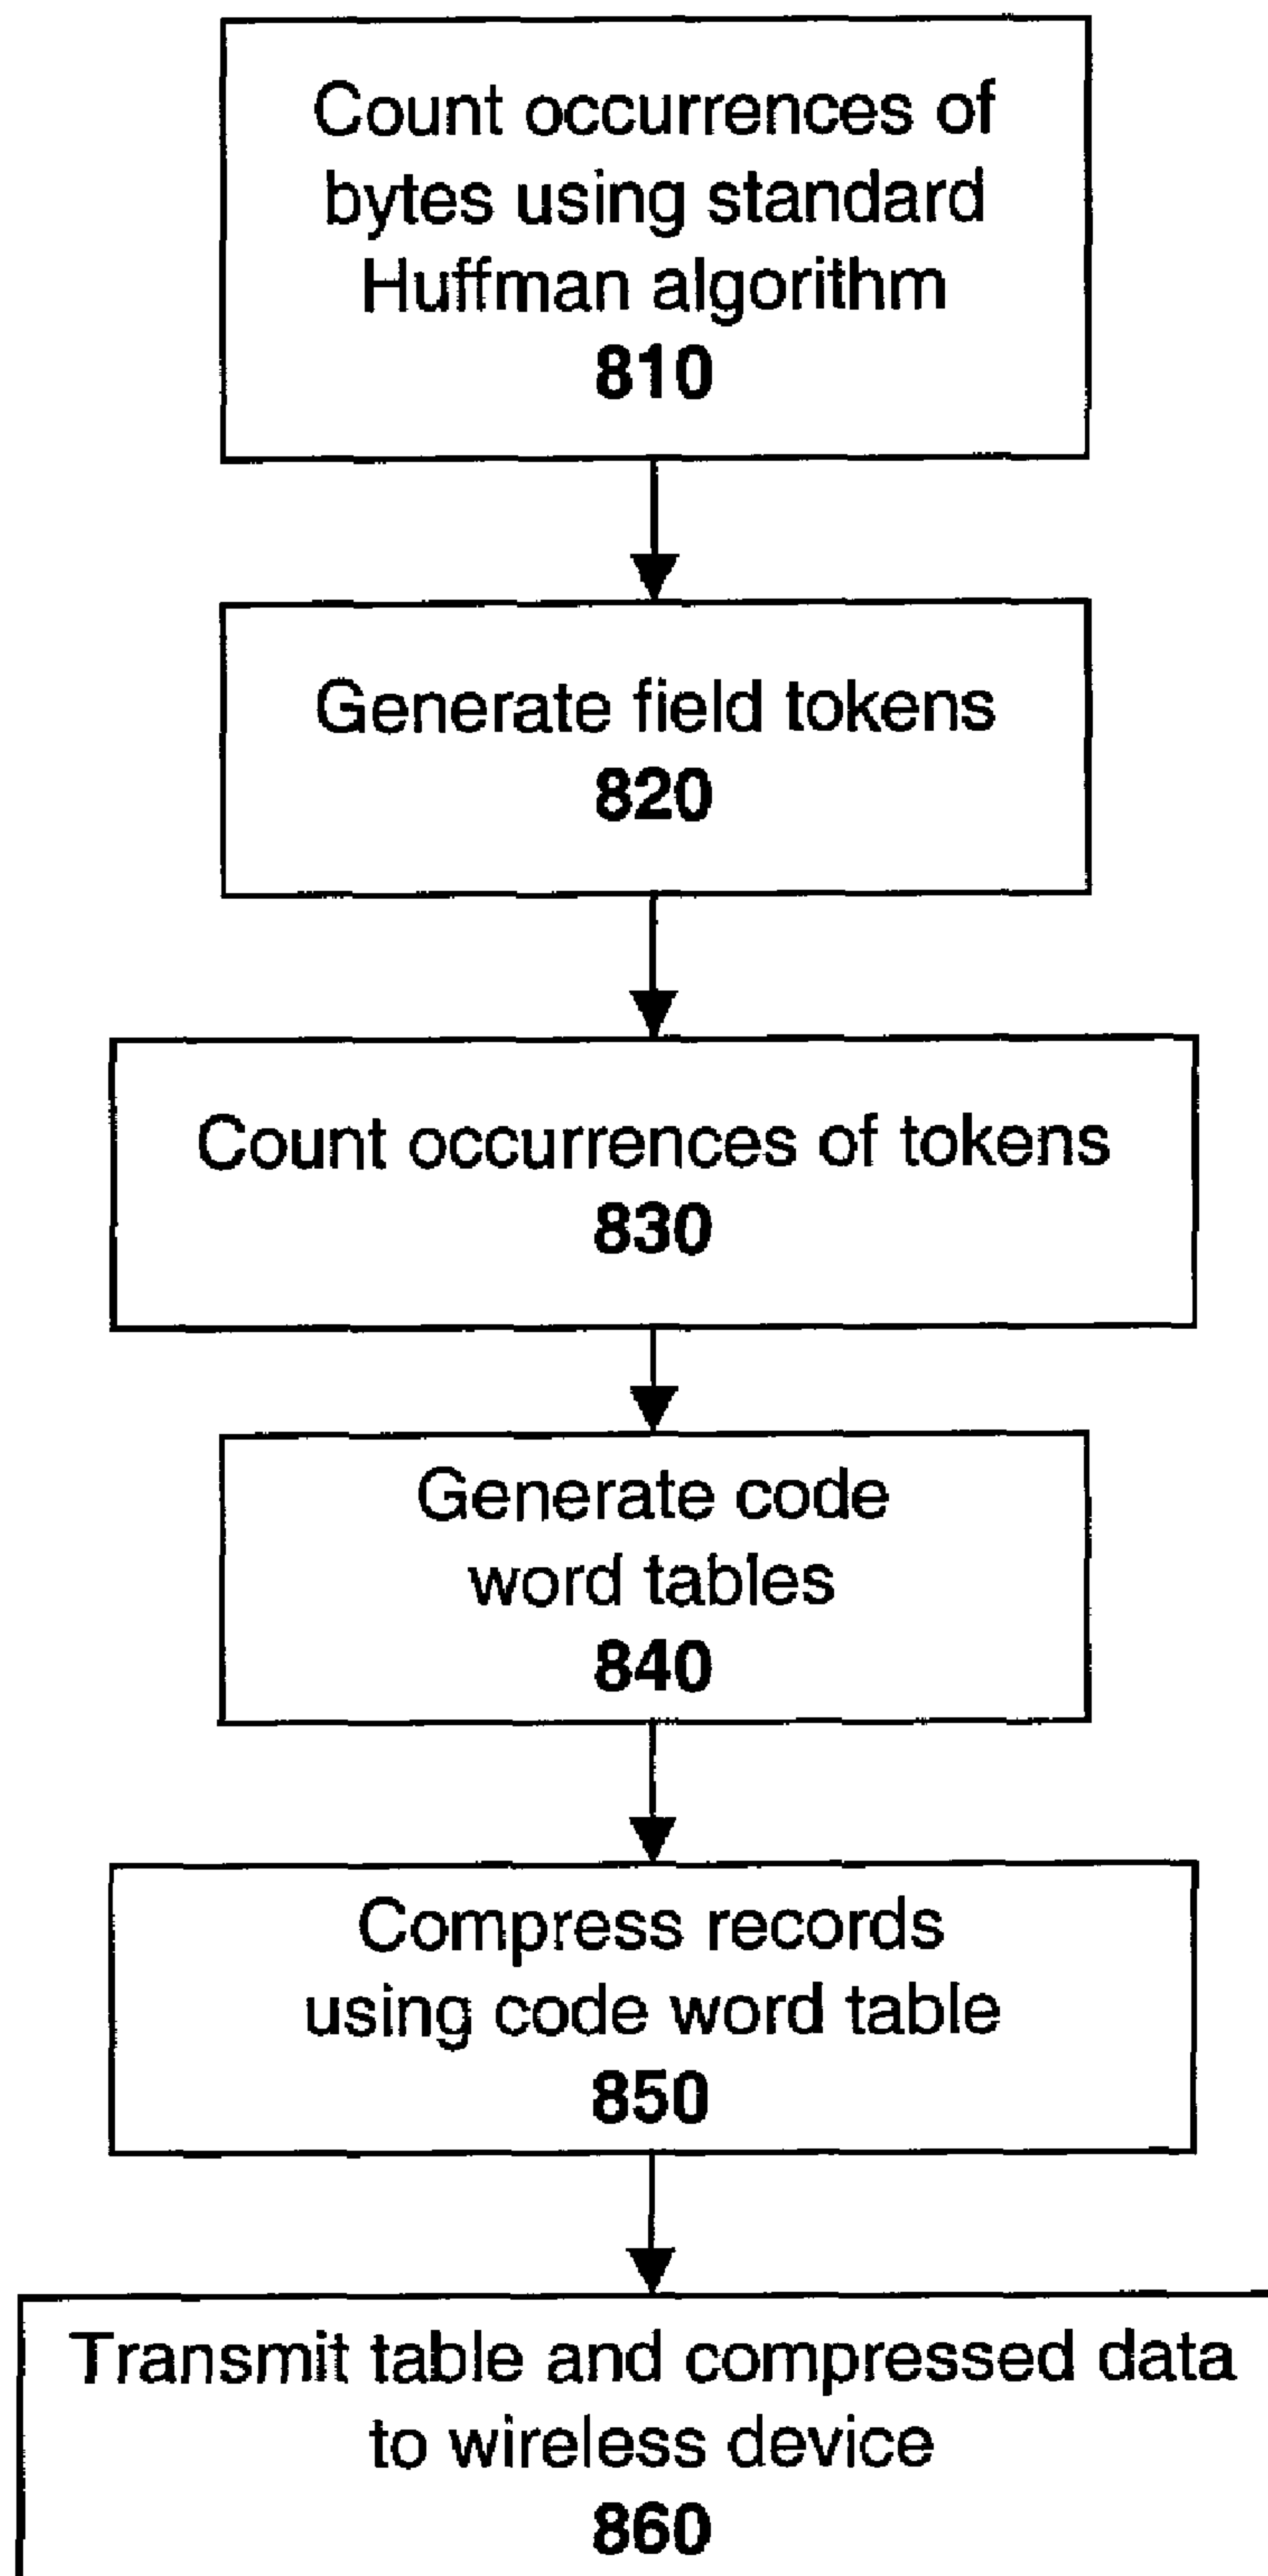 Count occurrences of
bytes using standard
Huffman algorithm
810
Generate field tokens
820
Count occurrences of tokens
830
Generate code
word tables
840
Compress records
using code word table
850
Transmit table and compressed data
to wireless device
860